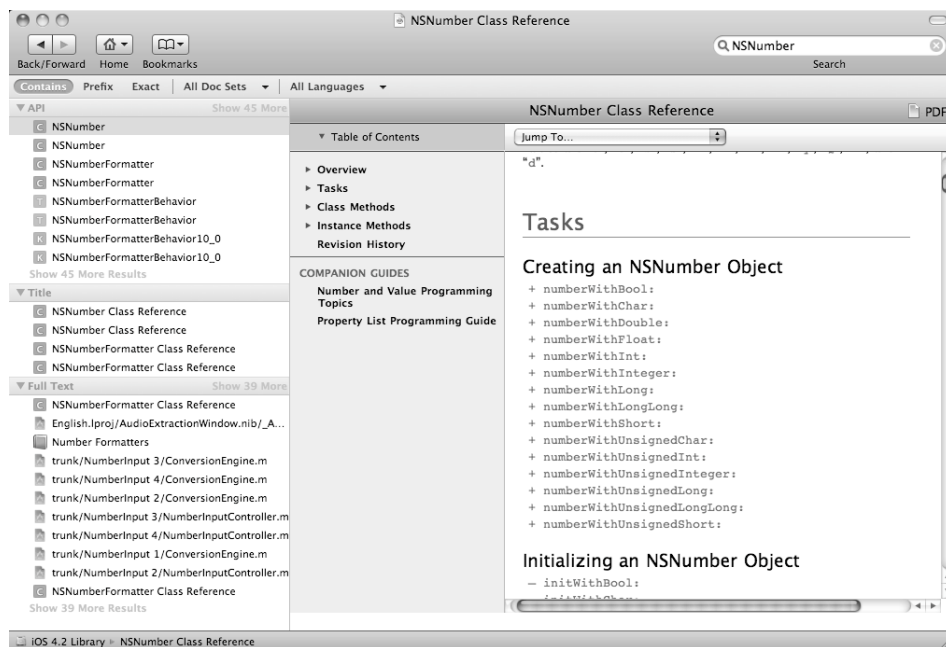 NSNumber Class Reference
Back/Forward Home Bookmarks
NSNumber
Search
Contains Prefix Exact All Doc Sets All Languages
API Show 45 More
NSNumber
NSNumber
NSNumberFormatter
NSNumberFormatter
NSNumberFormatterBehavior
NSNumberFormatterBehavior
NSNumberFormatterBehavior10_0
NSNumberFormatterBehavior10_0
Show 45 More Results
Title
NSNumber Class Reference
NSNumber Class Reference
NSNumberFormatter Class Reference
NSNumberFormatter Class Reference
Full Text Show 39 More
NSNumberFormatter Class Reference
English.lproj/AudioExtractionWindow.nib/_A...
Number Formatters
trunk/NumberInput 3/ConversionEngine.m
trunk/NumberInput 4/ConversionEngine.m
trunk/NumberInput 2/ConversionEngine.m
trunk/NumberInput 3/NumberInputController.m
trunk/NumberInput 4/NumberInputController.m
trunk/NumberInput 1/ConversionEngine.m
trunk/NumberInput 2/NumberInputController.m
NSNumberFormatter Class Reference
Show 39 More Results
NSNumber Class Reference
PDF
Table of Contents
Jump To...
Overview
Tasks
Class Methods
Instance Methods
Revision History
COMPANION GUIDES
Number and Value Programming
Topics
Property List Programming Guide
"d".
Tasks
Creating an NSNumber Object
+ numberWithBool:
+ numberWithChar:
+ numberWithDouble:
+ numberWithFloat:
+ numberWithInt:
+ numberWithInteger:
+ numberWithLong:
+ numberWithLongLong:
+ numberWithShort:
+ numberWithUnsignedChar:
+ numberWithUnsignedInt:
+ numberWithUnsignedInteger:
+ numberWithUnsignedLong:
+ numberWithUnsignedLongLong:
+ numberWithUnsignedShort:
Initializing an NSNumber Object
– initWithBool:
– initWithChar:
iOS 4.2 Library NSNumber Class Reference